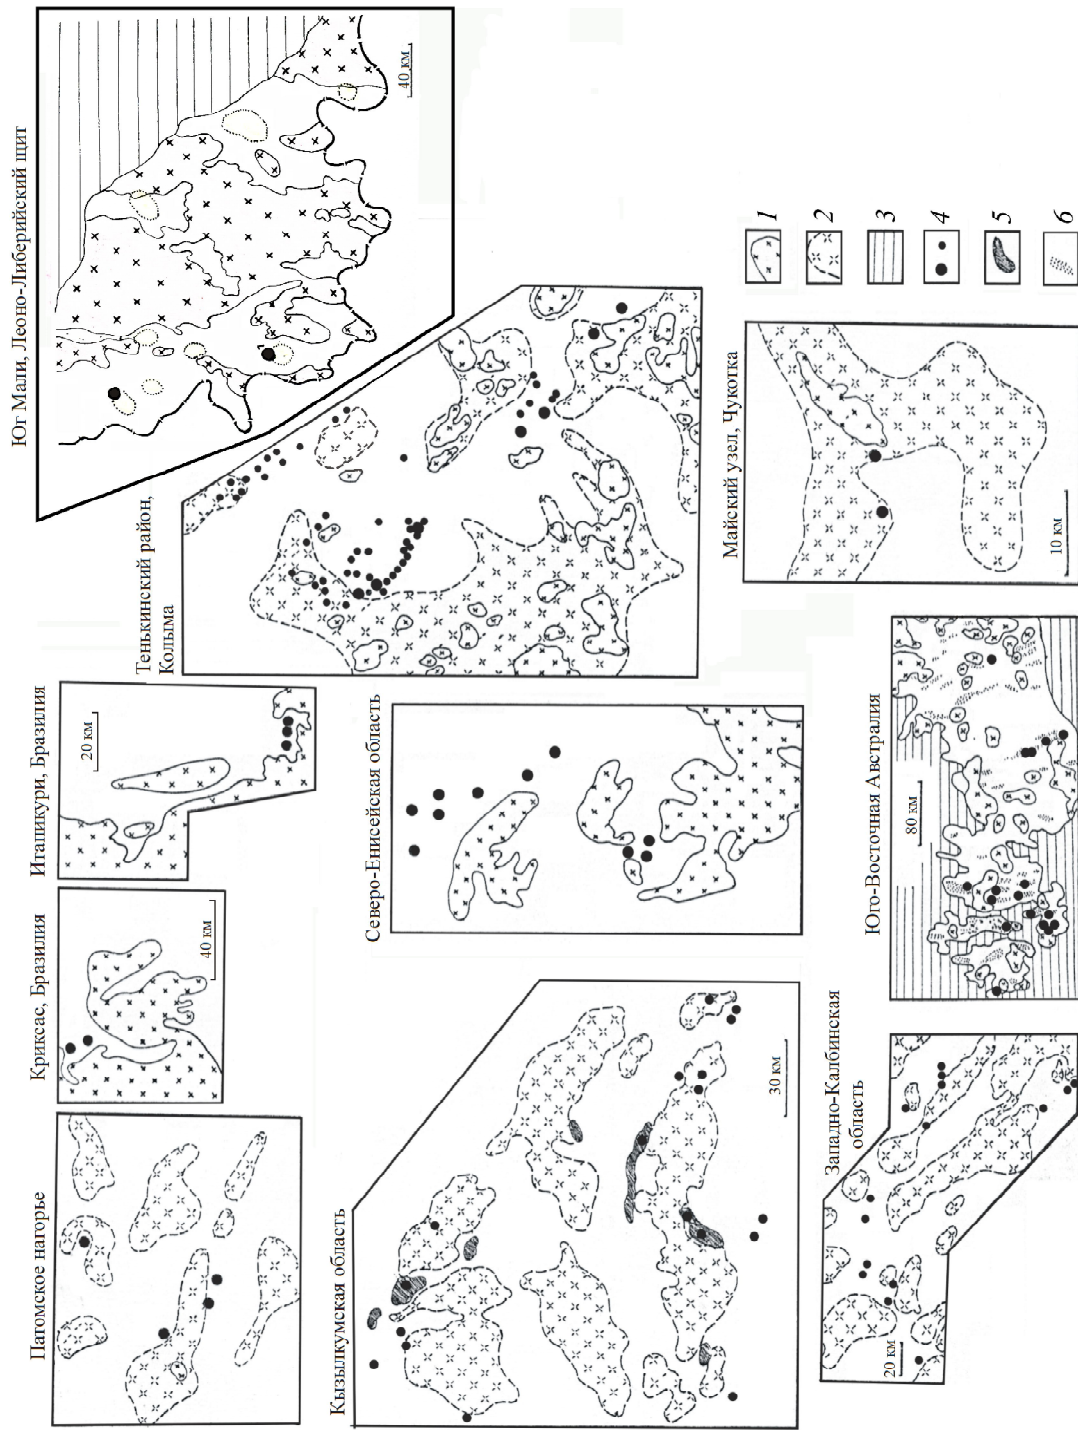 Патомское нагорье
Криксас, Бразилия
40 км
Итапикури, Бразилия
20 км
Юг Мали, Леоно-Либерийский щит
40 км
Тенькинский район,
Колыма
Кызылкумская область
30 км
Северо-Енисейская область
Западно-Калбинская
область
20 км
Юго-Восточная Австралия
80 км
Майский узел, Чукотка
10 км
1
2
3
4
5
6